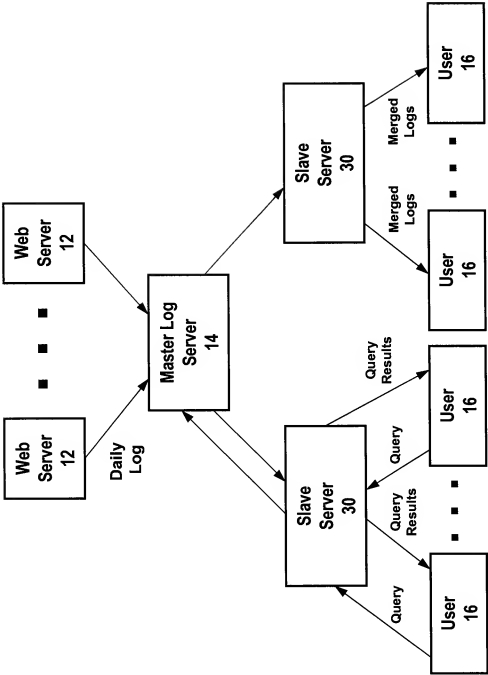 Web
Server
12
Web
Server
12
Daily
Log
Master Log
Server
14
Slave
Server
30
Slave
Server
30
Query
Query
Results
Query
Query
Results
Merged
Logs
Merged
Logs
User
16
User
16
User
16
User
16